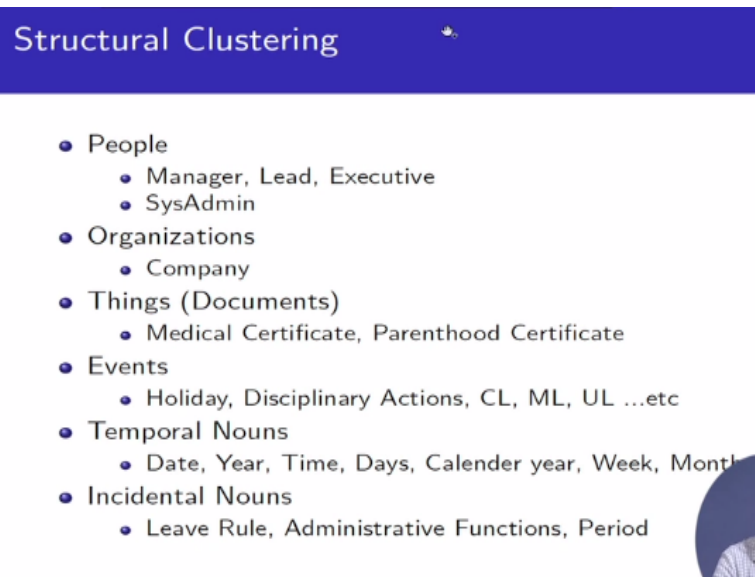 Structural Clustering
People
Manager, Lead, Executive
SysAdmin
Organizations
Company
Things (Documents)
Medical Certificate, Parenthood Certificate
Events
Holiday, Disciplinary Actions, CL, ML, UL ...etc
Temporal Nouns
Date, Year, Time, Days, Calender year, Week, Month
Incidental Nouns
Leave Rule, Administrative Functions, Period